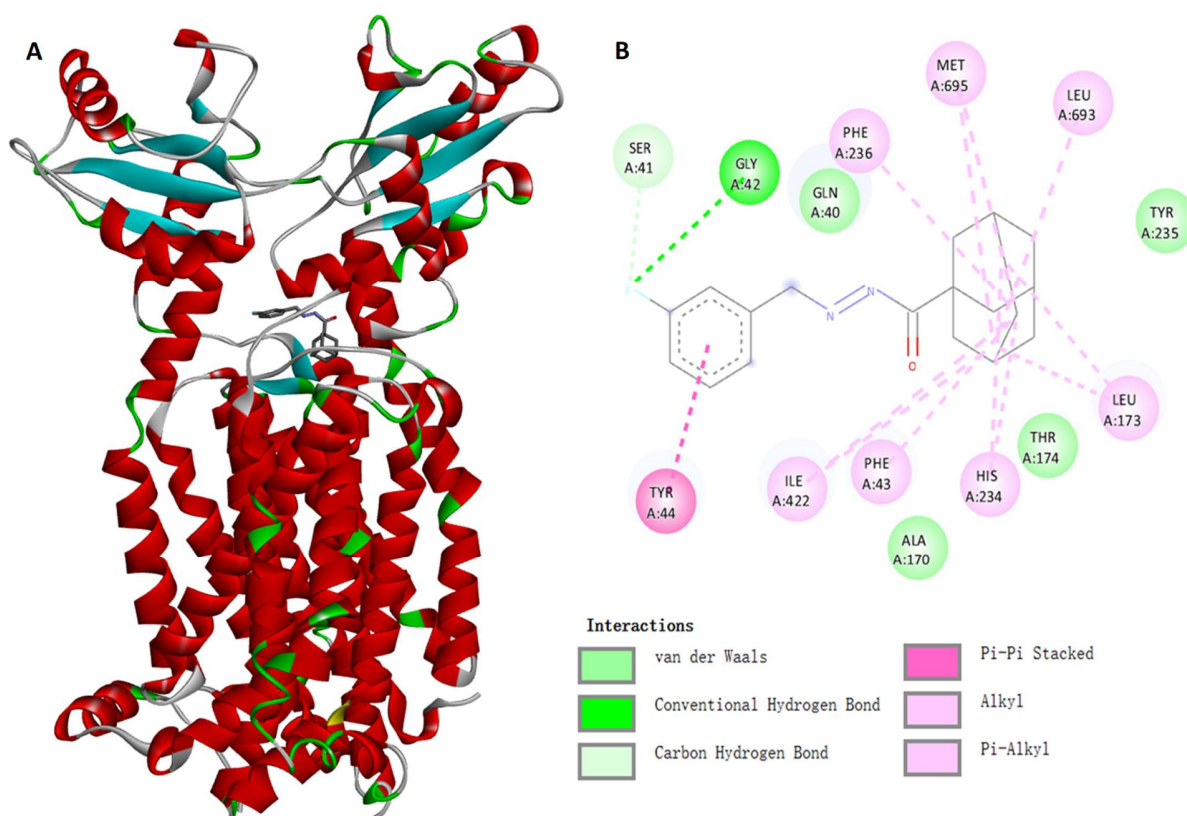 A
B
MET
A:695
LEU
A:693
PHE
A:236
SER
A:41
GLY
A:42
GLN
A:40
TYR
A:235
N
N
O
LEU
A:173
THR
A:174
TYR
A:44
ILE
A:422
PHE
A:43
HIS
A:234
ALA
A:170
Interactions
van der Waals
Conventional Hydrogen Bond
Carbon Hydrogen Bond
Pi-Pi Stacked
Alkyl
Pi-Alkyl